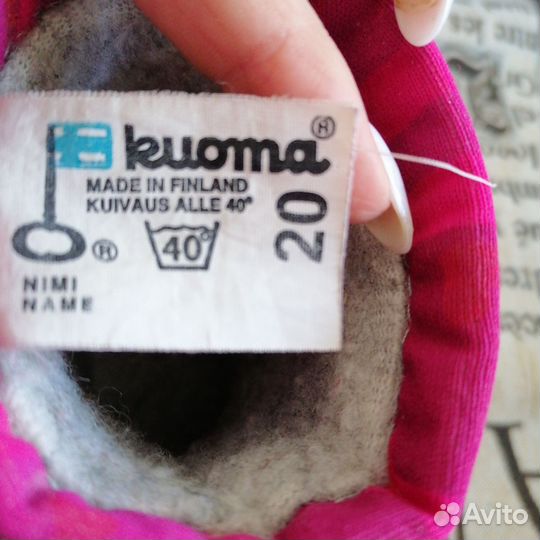 kuoma®
MADE IN FINLAND
KUIVAUS ALLE 40°
®
40°
20
NIMI
NAME
Avito